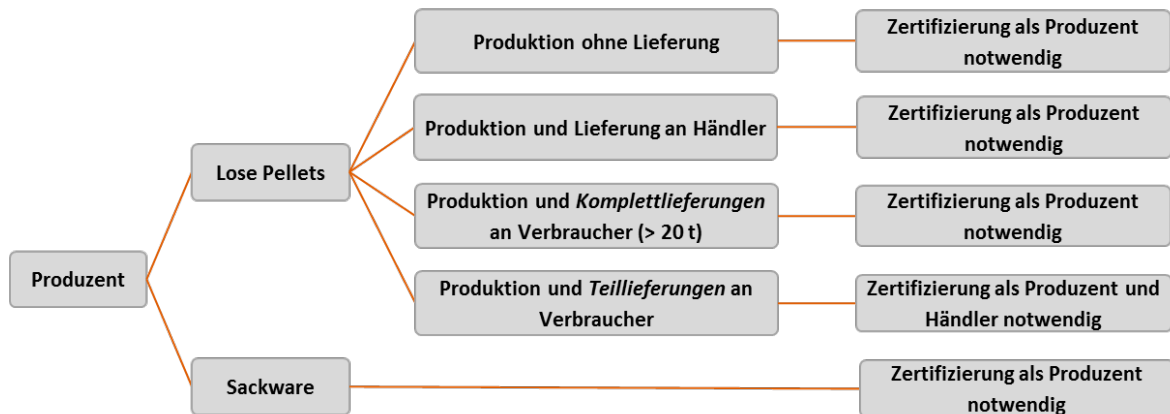 Produktion ohne Lieferung
Zertifizierung als Produzent
notwendig
Produktion und Lieferung an Händler
Zertifizierung als Produzent
notwendig
Lose Pellets
Produktion und Komplettlieferungen
an Verbraucher (> 20 t)
Zertifizierung als Produzent
notwendig
Produzent
Produktion und Teillieferungen an
Verbraucher
Zertifizierung als Produzent und
Händler notwendig
Sackware
Zertifizierung als Produzent
notwendig